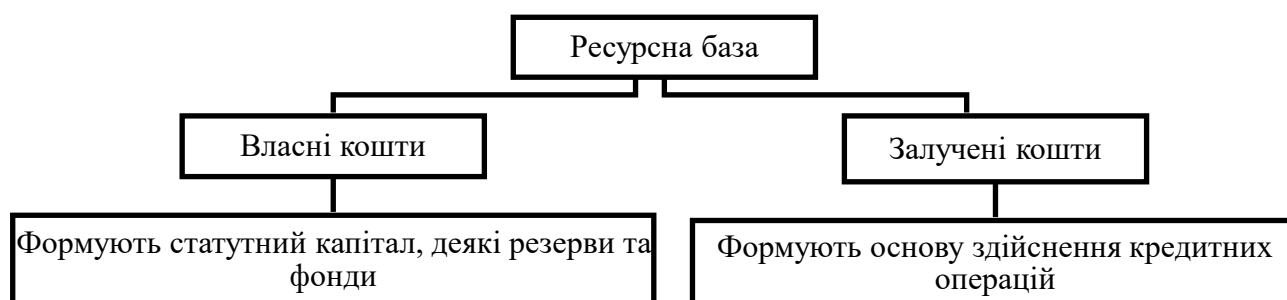 Ресурсна база
Власні кошти
Залучені кошти
Формують статутний капітал, деякі резерви та
фонди
Формують основу здійснення кредитних
операцій